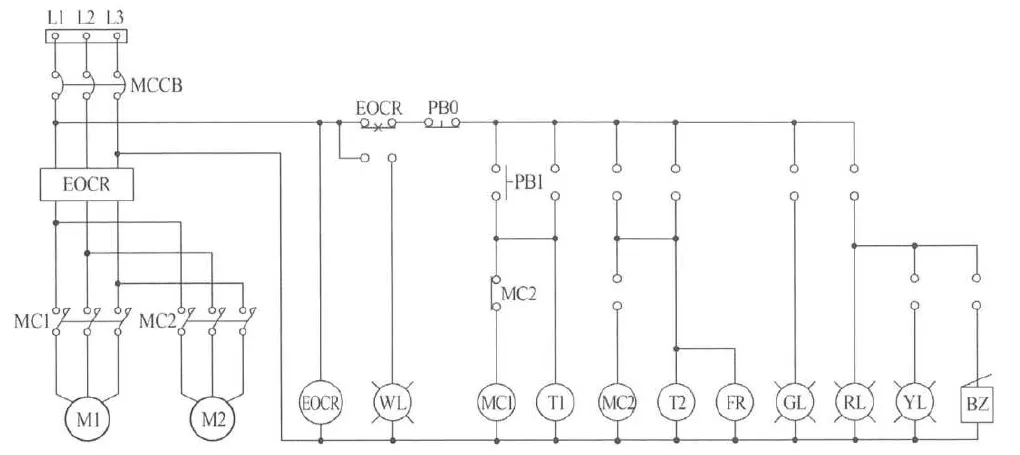 L1 L2 L3
MCCB
EOCR PB0
EOCR
PB1
MC2
MC1 MC2
M1 M2 EOCR WL MC1 T1 MC2 T2 FR GL RL YL BZ